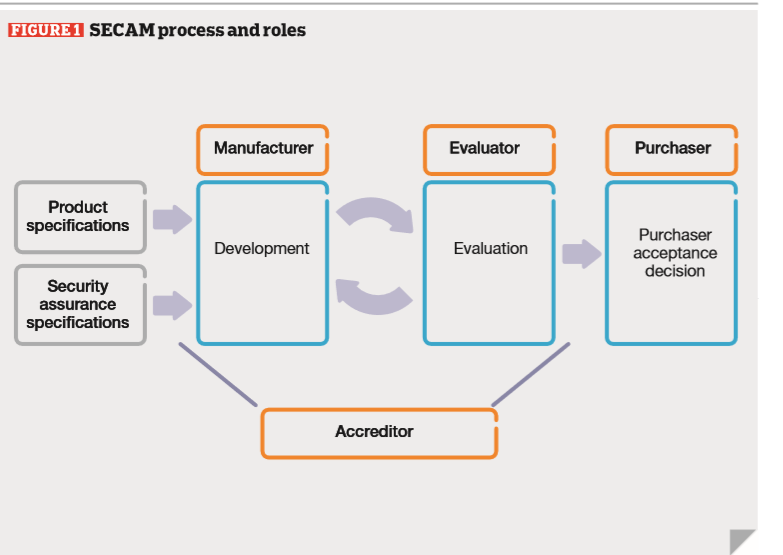 FIGURE 1 SECAM process and roles
Manufacturer
Evaluator
Purchaser
Product
specifications
Security
assurance
specifications
Development
Evaluation
Purchaser
acceptance
decision
Accreditor